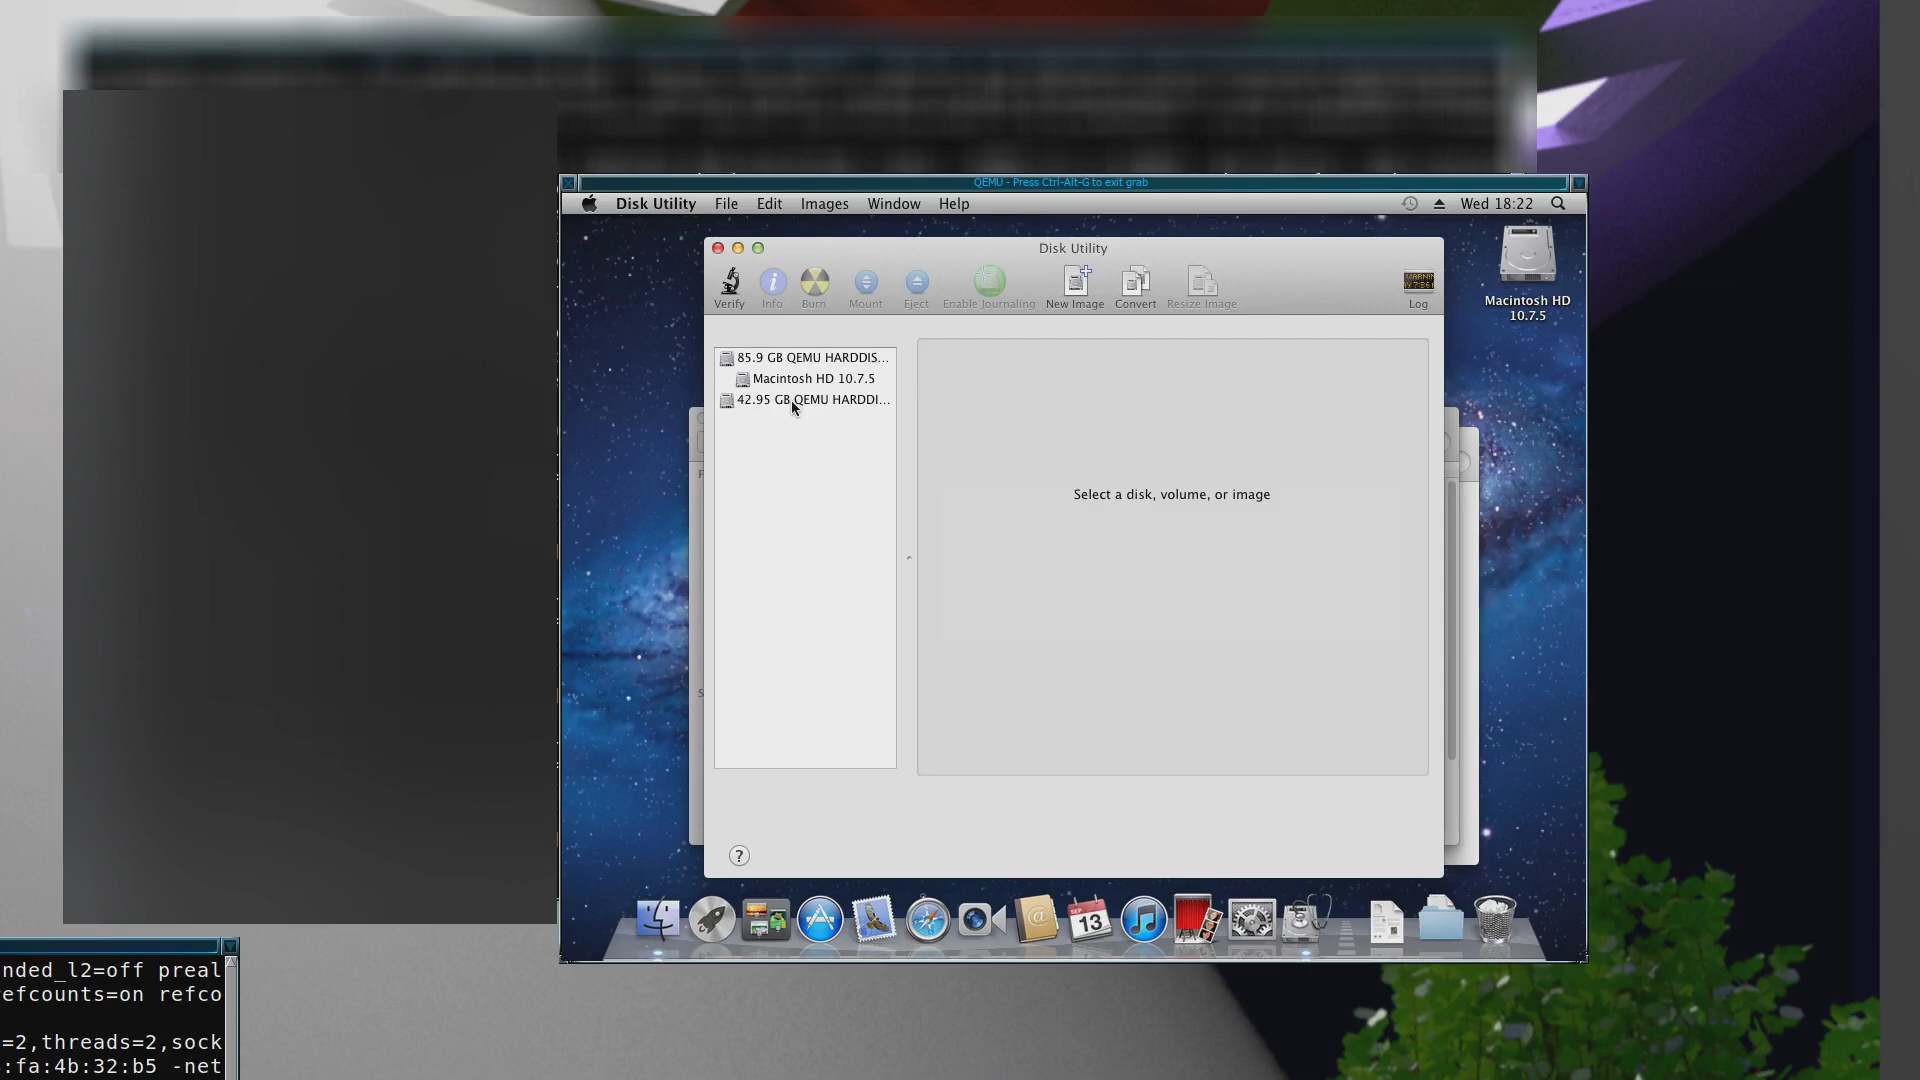 QEMU - Press Ctrl-Alt-G to exit grab
Disk Utility File Edit Images Window Help Wed 18:22
Disk Utility
Verify Info Burn Mount Eject Enable Journaling New Image Convert Resize Image Log
Macintosh HD
10.7.5
85.9 GB QEMU HARDDIS...
Macintosh HD 10.7.5
42.95 GB QEMU HARDDI...
Select a disk, volume, or image
?
SEP
13
nded_l2=off preal
efcounts=on refco
=2,threads=2,sock
:fa:4b:32:b5 -net